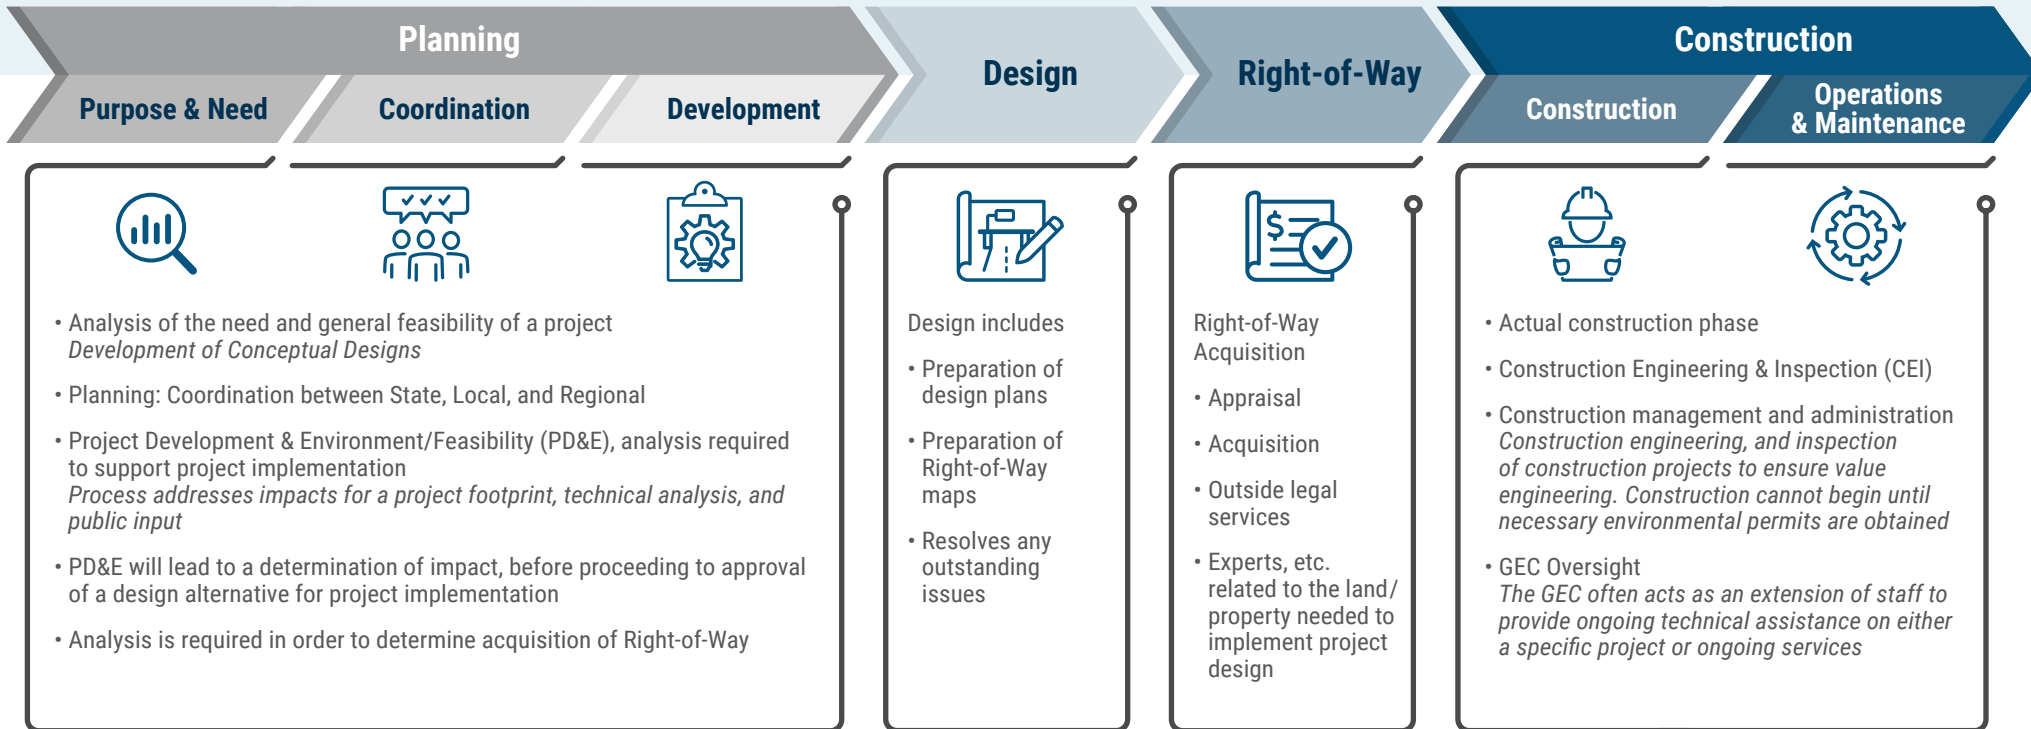 Planning
Purpose & Need
Coordination
Development
Design
Right-of-Way
Construction
Construction
Operations
& Maintenance
• Analysis of the need and general feasibility of a project
Development of Conceptual Designs
• Planning: Coordination between State, Local, and Regional
• Project Development & Environment/Feasibility (PD&E), analysis required
to support project implementation
Process addresses impacts for a project footprint, technical analysis, and
public input
• PD&E will lead to a determination of impact, before proceeding to approval
of a design alternative for project implementation
• Analysis is required in order to determine acquisition of Right-of-Way
Design includes
• Preparation of
design plans
• Preparation of
Right-of-Way
maps
• Resolves any
outstanding
issues
$
Right-of-Way
Acquisition
• Appraisal
• Acquisition
• Outside legal
services
• Experts, etc.
related to the land/
property needed to
implement project
design
• Actual construction phase
• Construction Engineering & Inspection (CEI)
• Construction management and administration
Construction engineering, and inspection
of construction projects to ensure value
engineering. Construction cannot begin until
necessary environmental permits are obtained
• GEC Oversight
The GEC often acts as an extension of staff to
provide ongoing technical assistance on either
a specific project or ongoing services